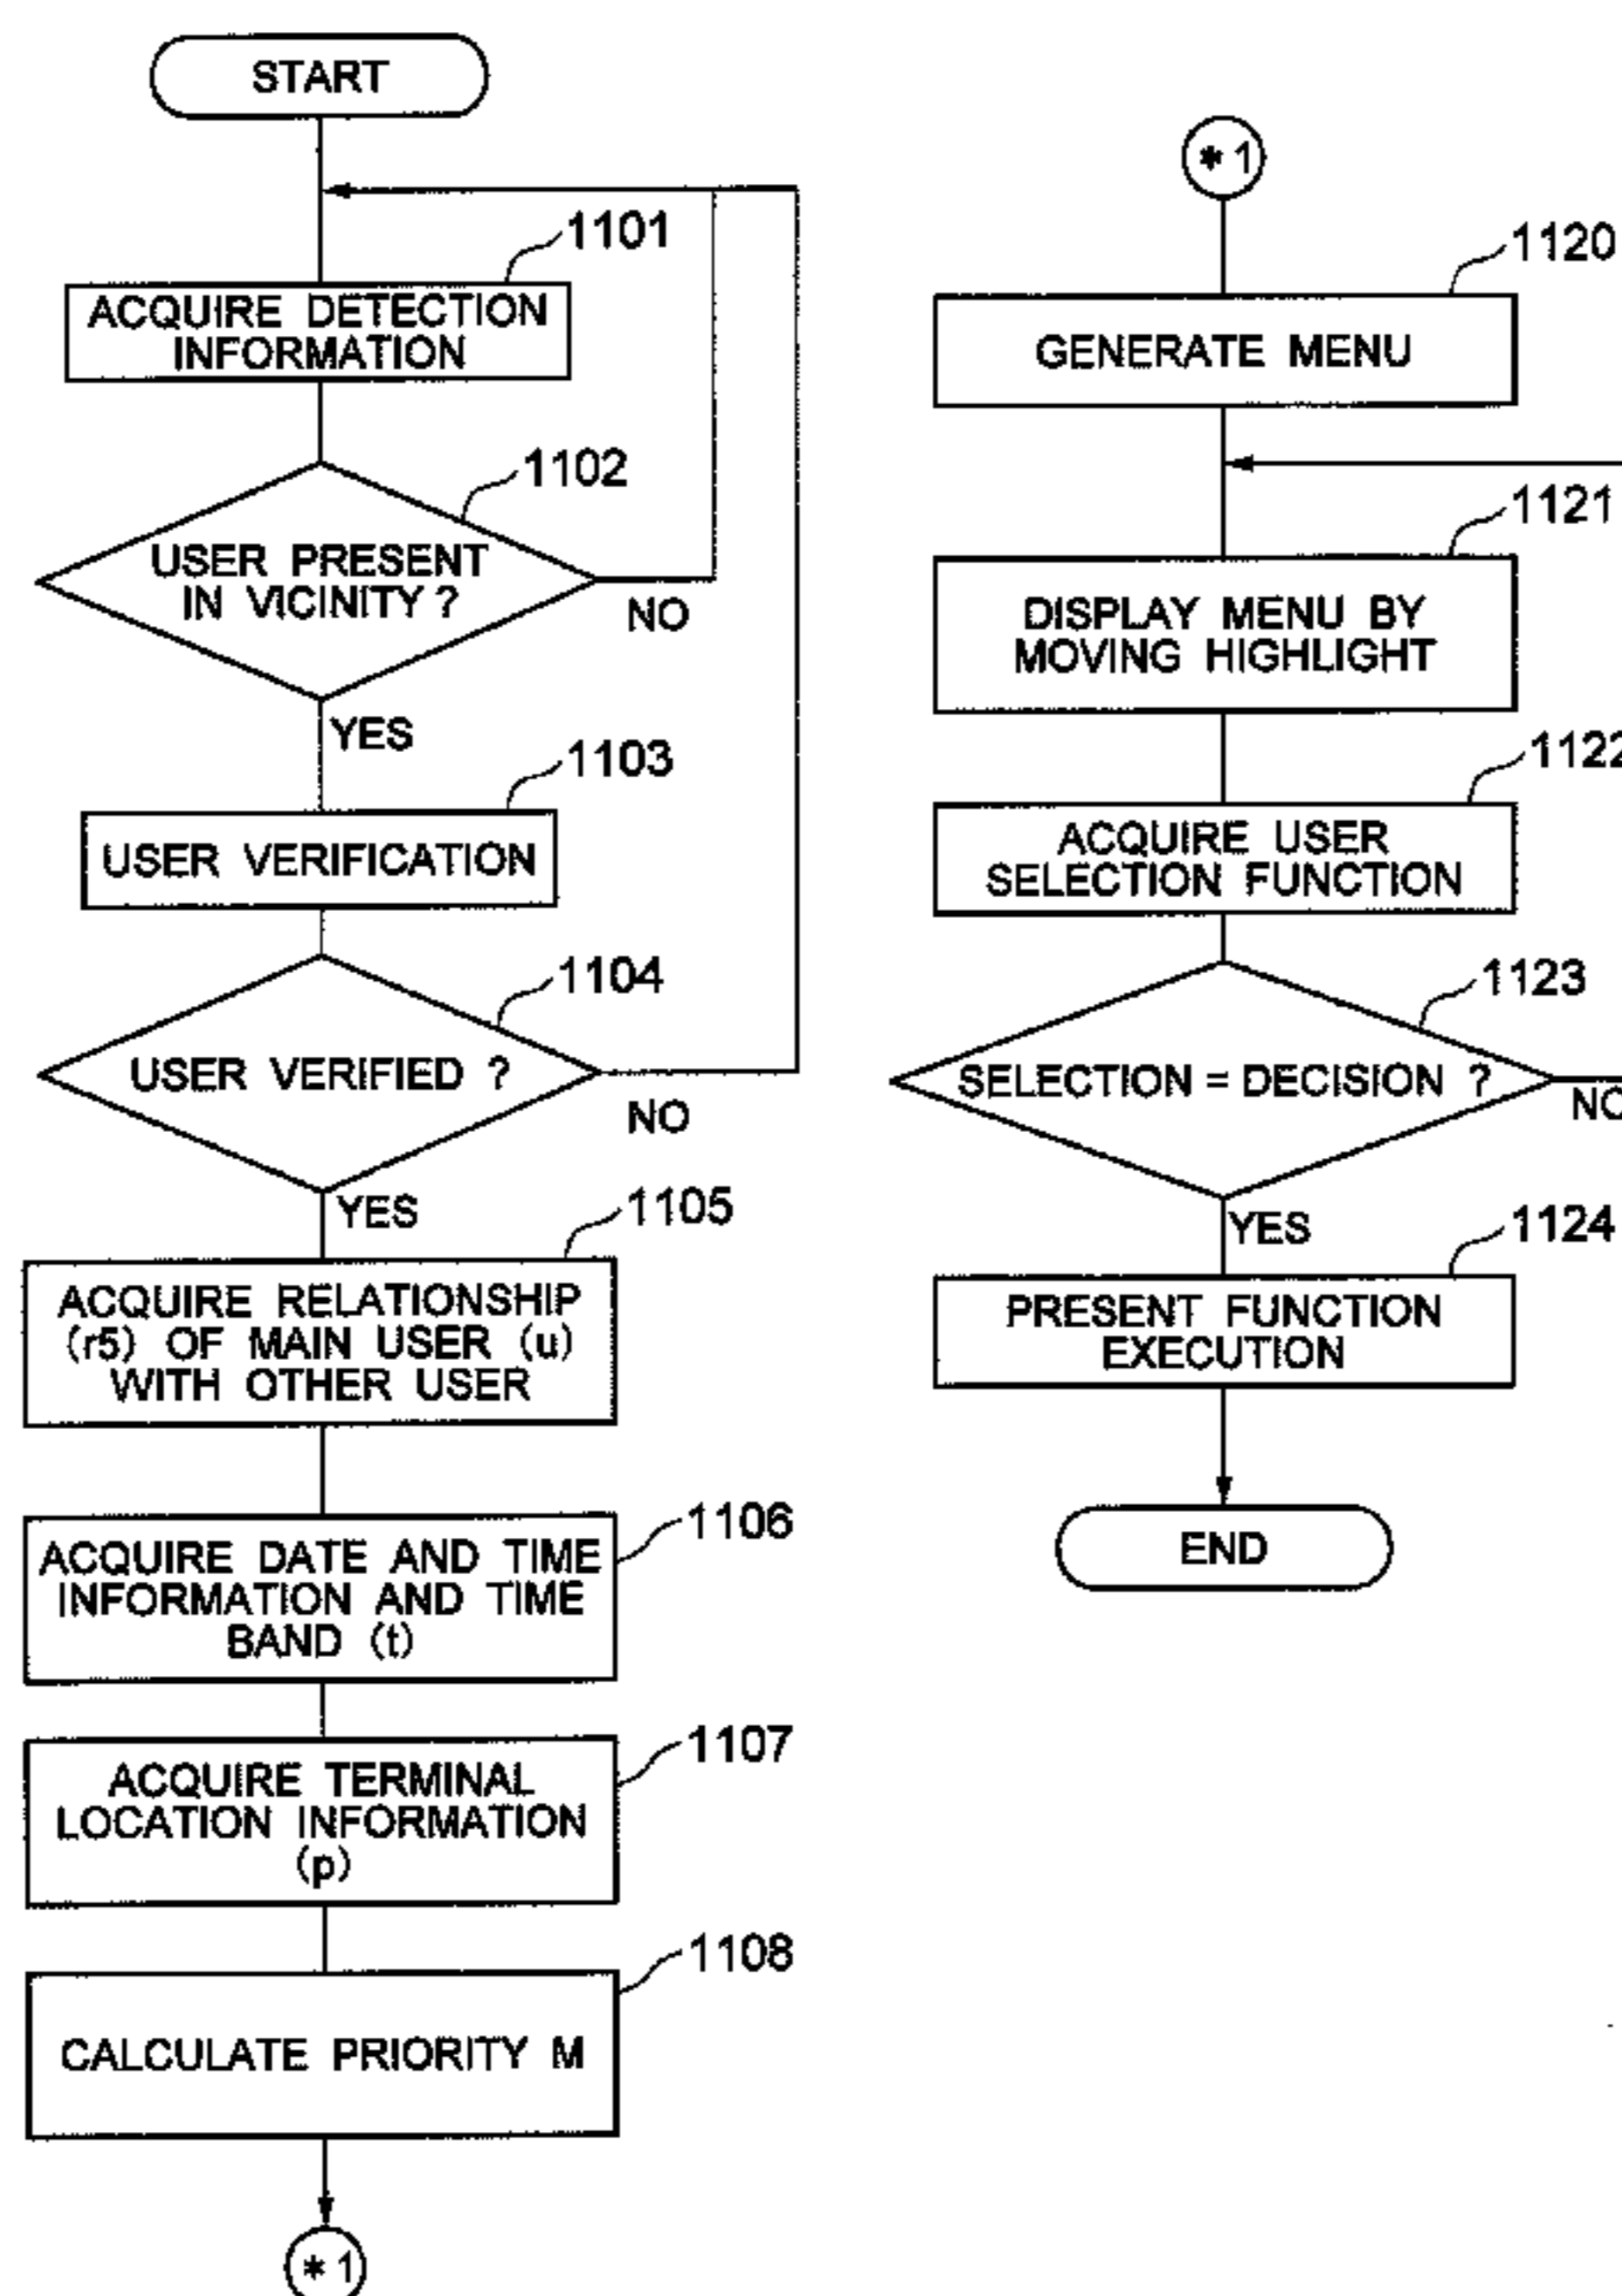 START
1101
ACQUIRE DETECTION
INFORMATION
1102
USER PRESENT
IN VICINITY ?
NO
YES
1103
USER VERIFICATION
1104
USER VERIFIED ?
NO
YES
1105
ACQUIRE RELATIONSHIP
(r5) OF MAIN USER (u)
WITH OTHER USER
1106
ACQUIRE DATE AND TIME
INFORMATION AND TIME
BAND (t)
1107
ACQUIRE TERMINAL
LOCATION INFORMATION
(p)
1108
CALCULATE PRIORITY M
*1
*1
1120
GENERATE MENU
1121
DISPLAY MENU BY
MOVING HIGHLIGHT
1122
ACQUIRE USER
SELECTION FUNCTION
1123
SELECTION = DECISION ?
NO
YES
1124
PRESENT FUNCTION
EXECUTION
END